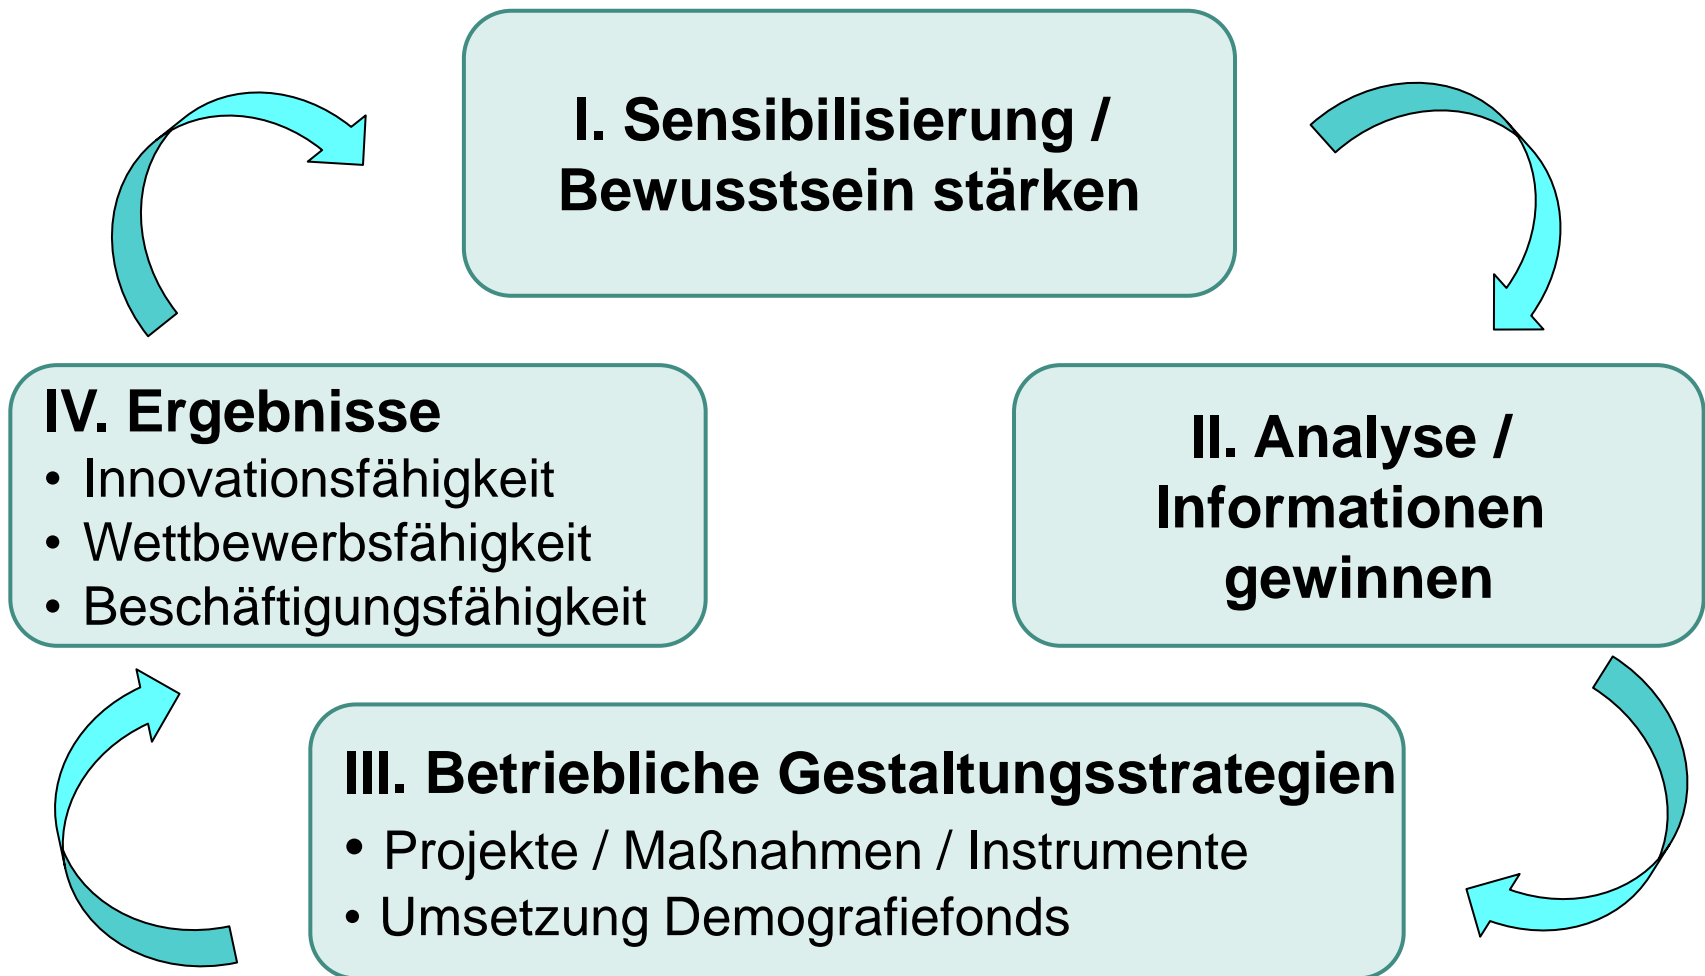 I. Sensibilisierung /
Bewusstsein stärken
II. Analyse /
Informationen
gewinnen
III. Betriebliche Gestaltungsstrategien
• Projekte / Maßnahmen / Instrumente
• Umsetzung Demografiefonds
IV. Ergebnisse
• Innovationsfähigkeit
• Wettbewerbsfähigkeit
• Beschäftigungsfähigkeit